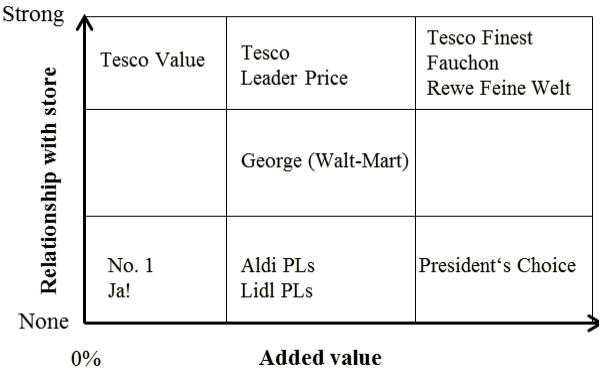 Strong
Tesco Value
Tesco
Leader Price
Tesco Finest
Fauchon
Rewe Feine Welt
George (Walt-Mart)
Relationship with store
No. 1
Ja!
Aldi PLs
Lidl PLs
President‘s Choice
None
0%
Added value